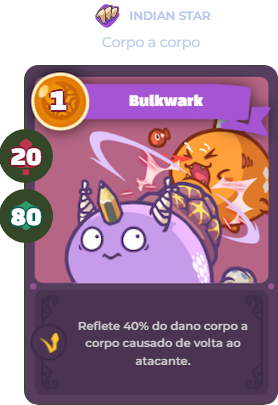 INDIAN STAR
Corpo a corpo
1
Bulkwark
20
80
Reflete 40% do dano corpo a
corpo causado de volta ao
atacante.